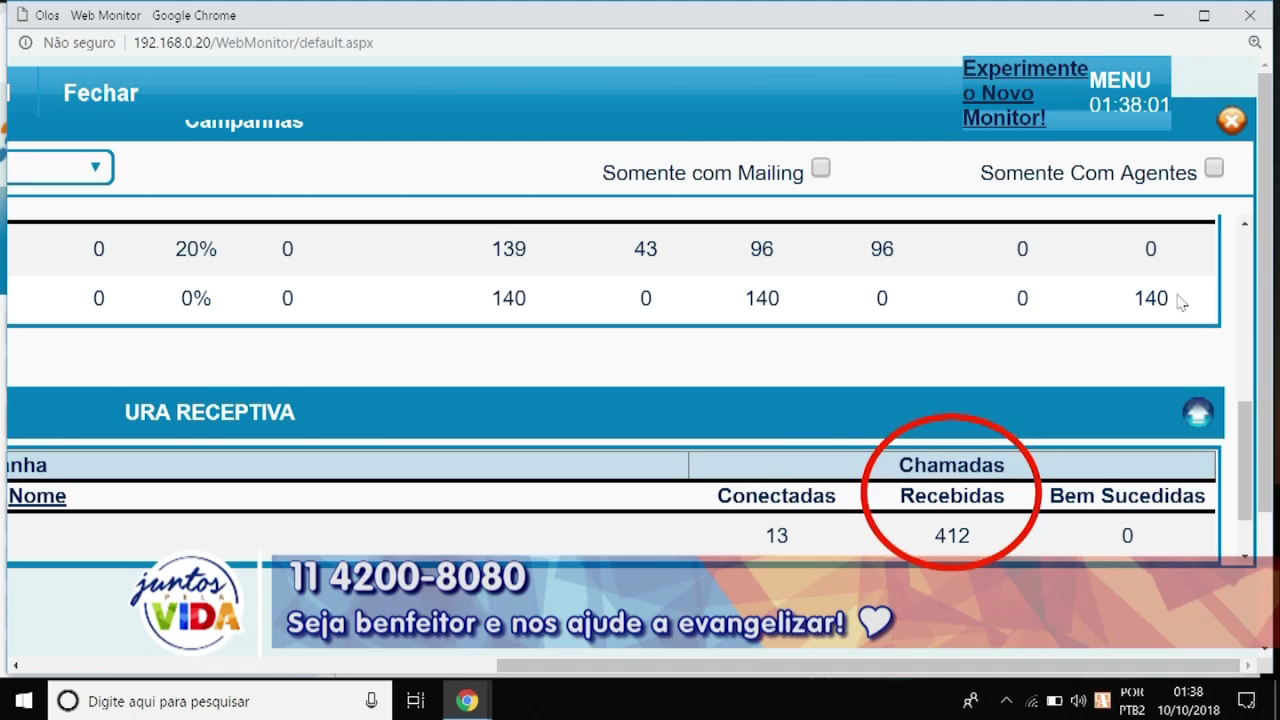 Olos Web Monitor Google Chrome
Não seguro 192.168.0.20/WebMonitor/default.aspx
Fechar
Experimente
o Novo
Monitor!
MENU
01:38:01
Campanhas
Somente com Mailing
Somente Com Agentes
0 20% 0 139 43 96 96 0 0
0 0% 0 140 0 140 0 0 140
URA RECEPTIVA
nha Chamadas
Nome Conectadas Recebidas Bem Sucedidas
13 412 0
juntos
PELA
VIDA
11 4200-8080
Seja benfeitor e nos ajude a evangelizar!
Digite aqui para pesquisar
POR
PTB2
01:38
10/10/2018